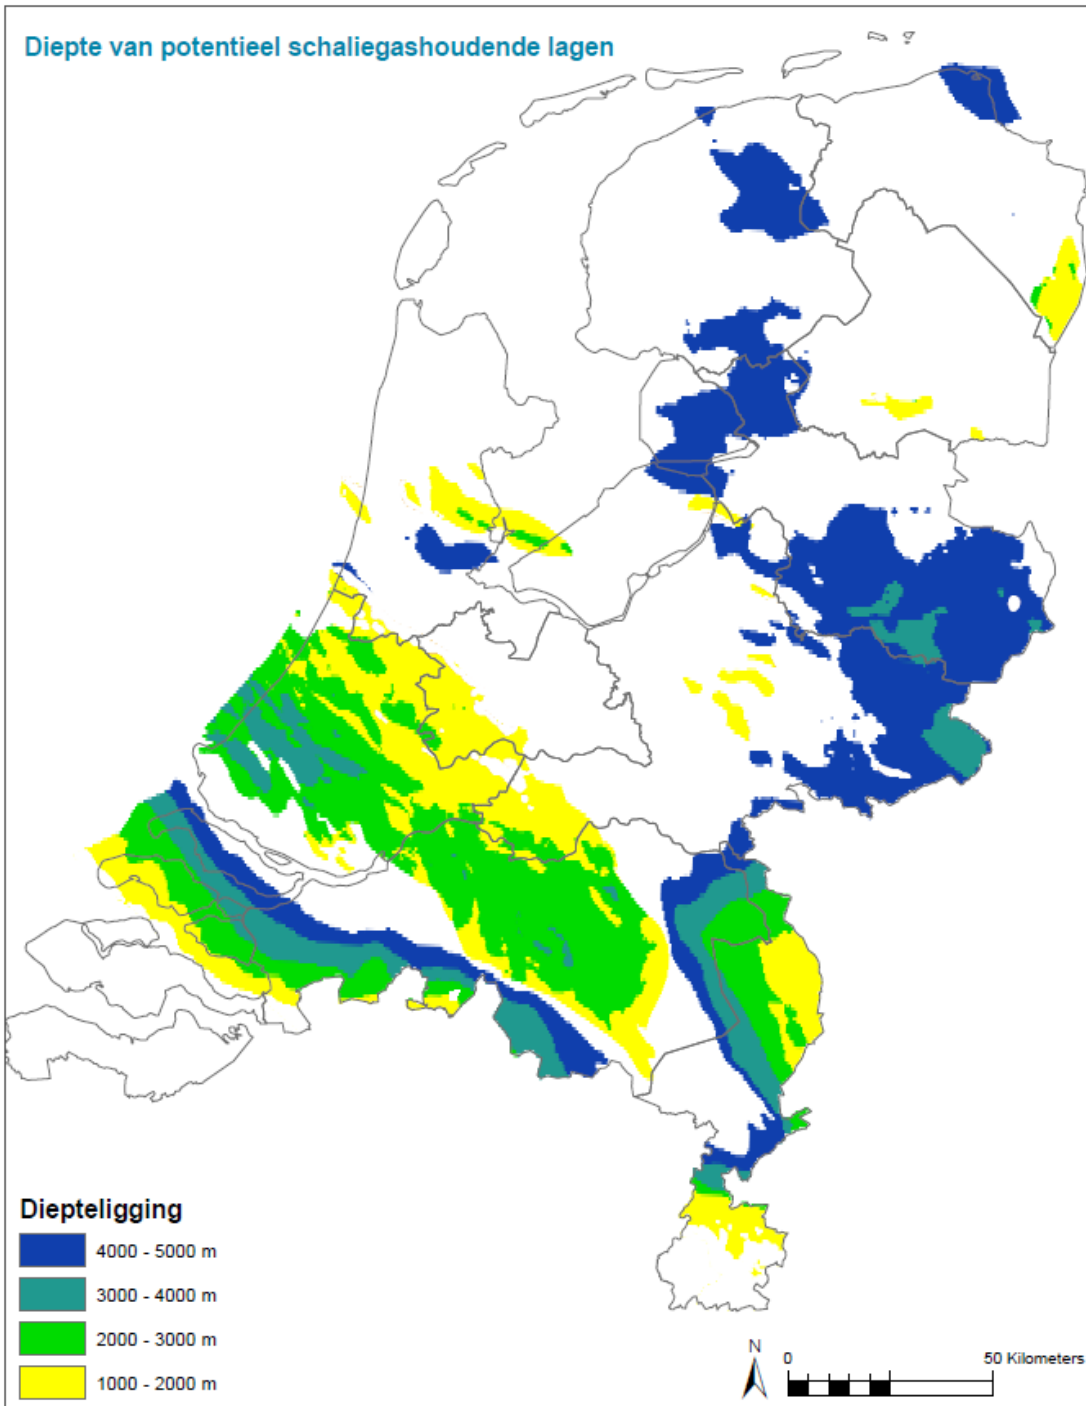 Diepte van potentieel schaliegashoudende lagen
Diepteligging
4000 - 5000 m
3000 - 4000 m
2000 - 3000 m
1000 - 2000 m
N
0 50 Kilometers